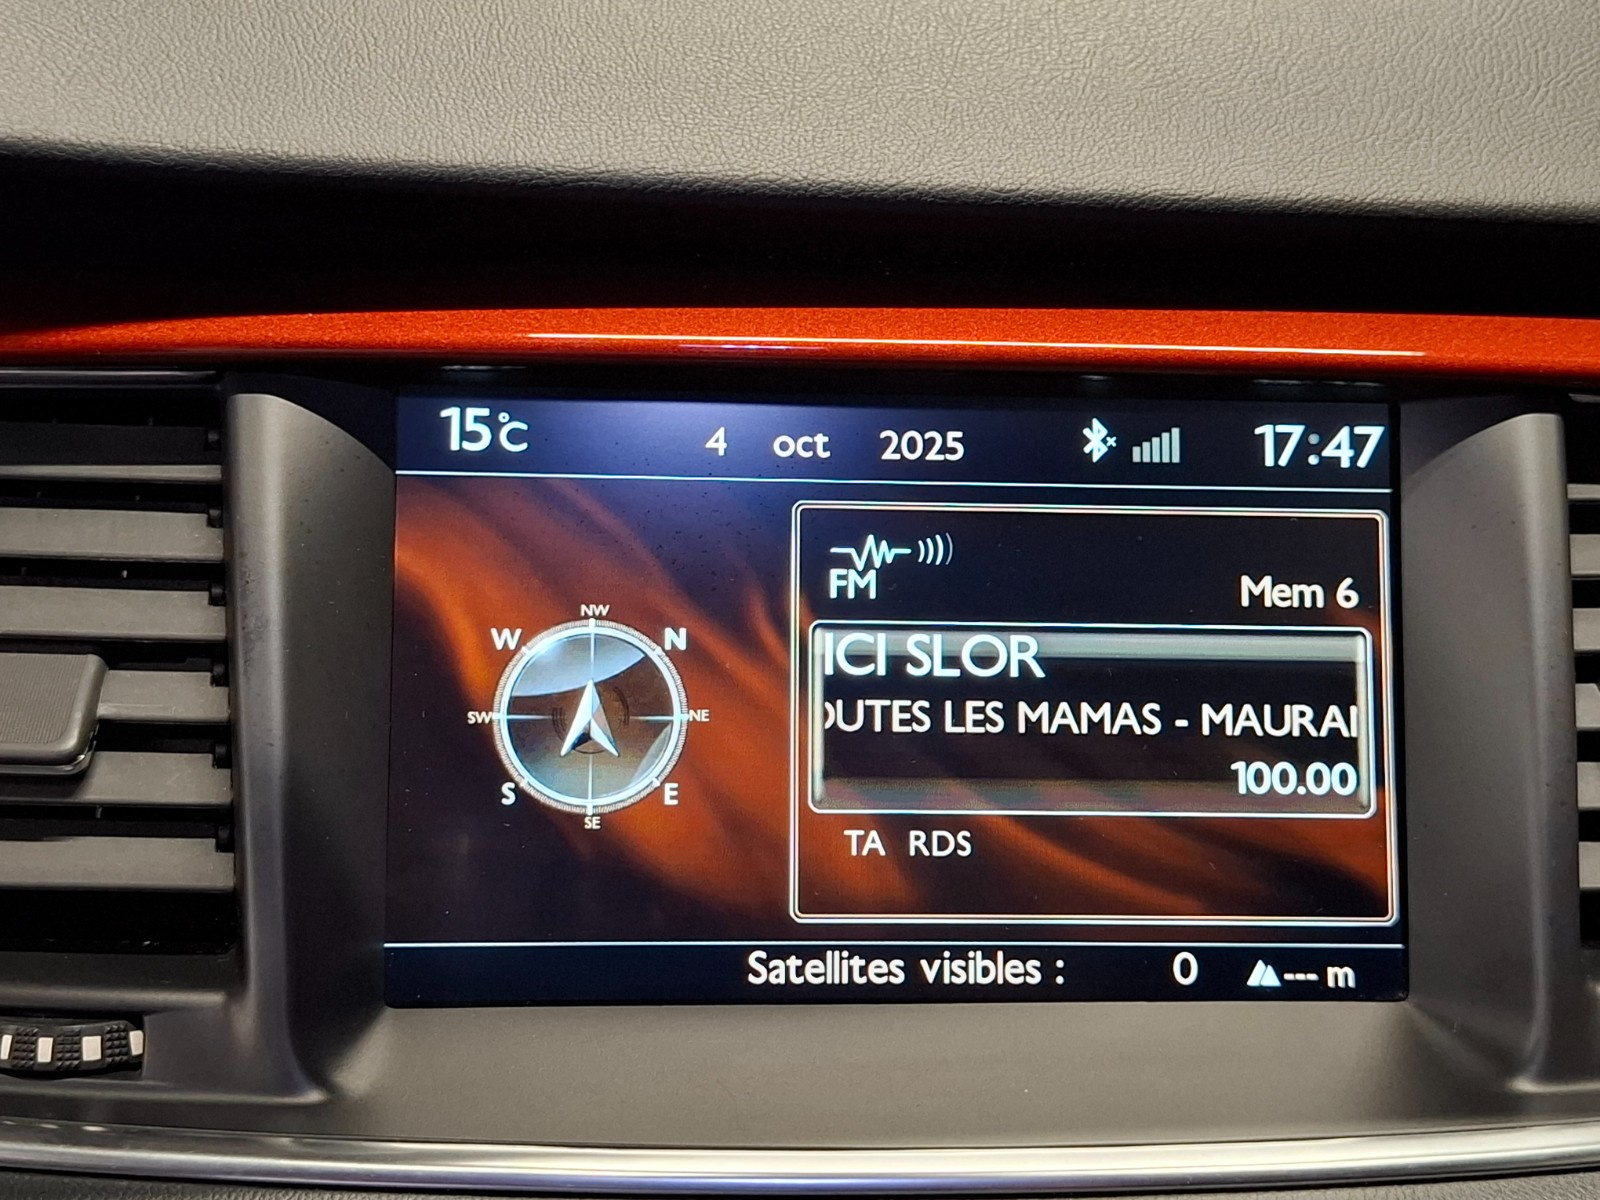 15°C 4 oct 2025 17:47
FM
Mem 6
ICI SLOR
OUTES LES MAMAS - MAURAI
100.00
TA RDS
NW
W N
SW NE
S E
SE
Satellites visibles : 0 --- m